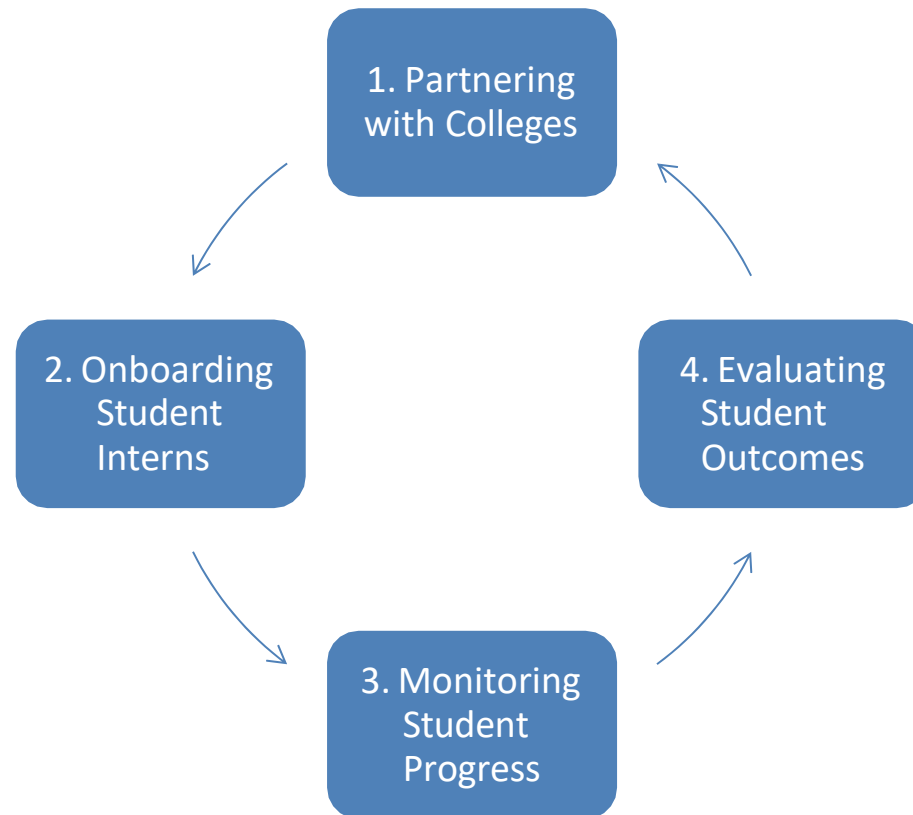 1. Partnering
with Colleges
2. Onboarding
Student
Interns
3. Monitoring
Student
Progress
4. Evaluating
Student
Outcomes